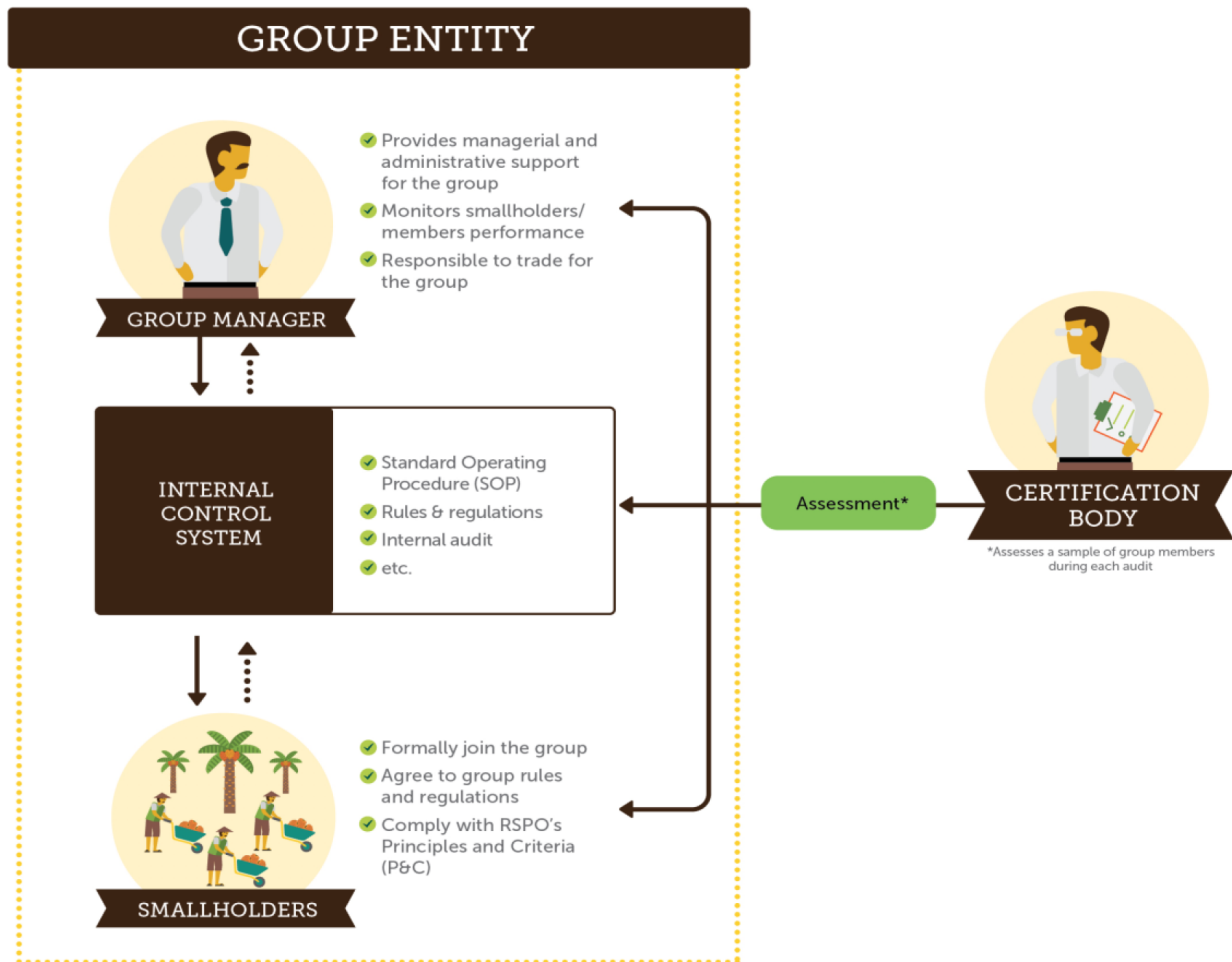 GROUP ENTITY
Provides managerial and
administrative support
for the group
Monitors smallholders/
members performance
Responsible to trade for
the group
GROUP MANAGER
INTERNAL
CONTROL
SYSTEM
Standard Operating
Procedure (SOP)
Rules & regulations
Internal audit
etc.
Assessment*
CERTIFICATION
BODY
*Assesses a sample of group members
during each audit
Formally join the group
Agree to group rules
and regulations
Comply with RSPO's
Principles and Criteria
(P&C)
SMALLHOLDERS